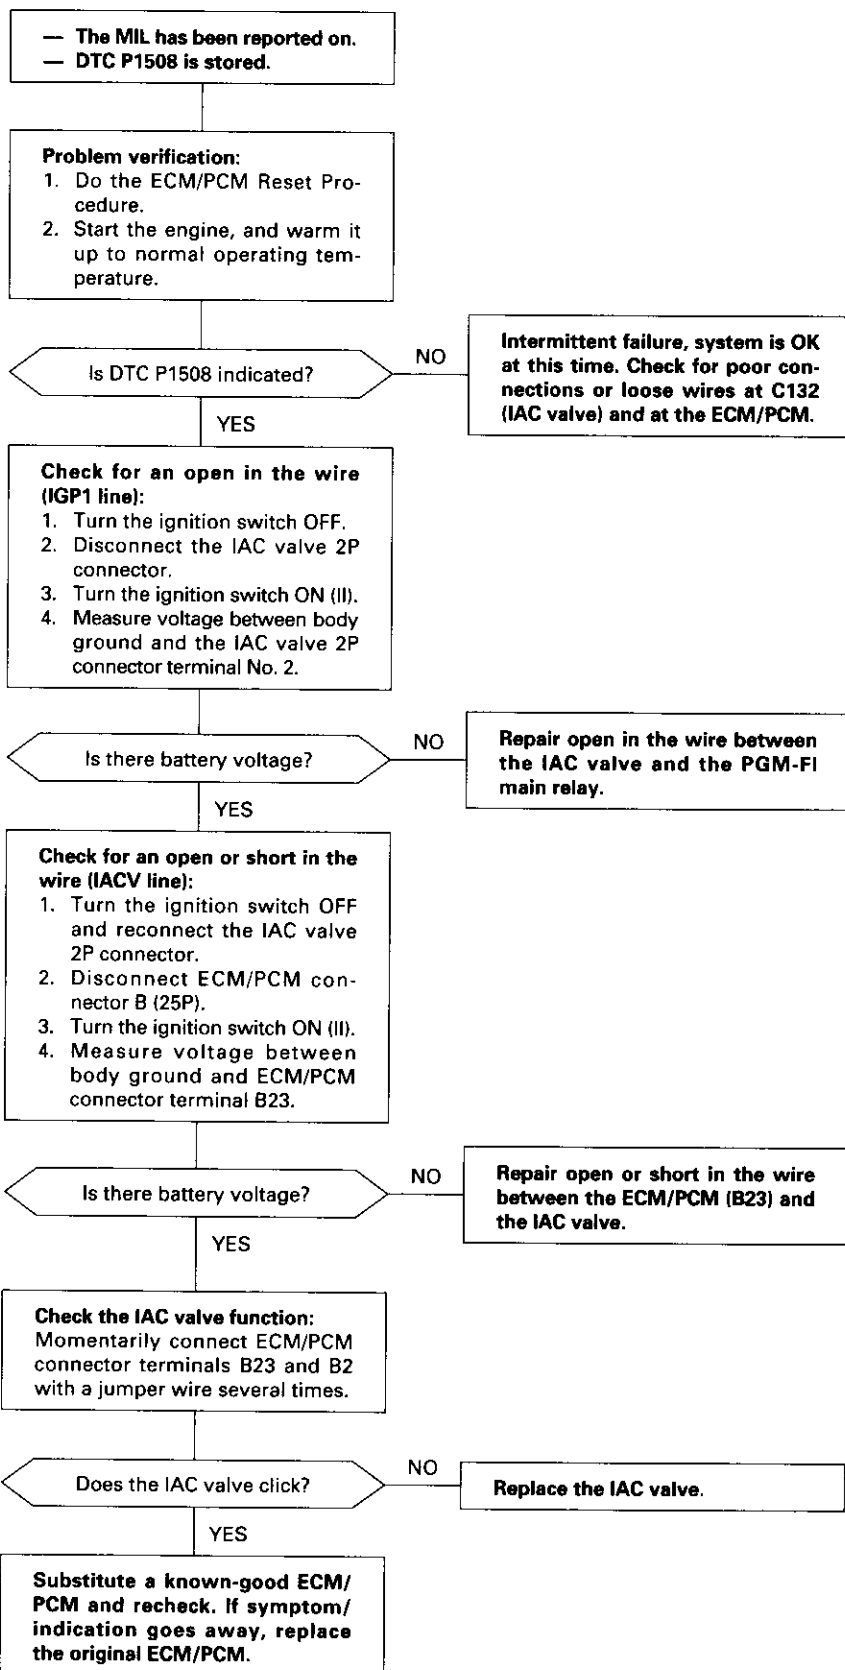 — The MIL has been reported on.
— DTC P1508 is stored.
Problem verification:
1. Do the ECM/PCM Reset Pro-
cedure.
2. Start the engine, and warm it
up to normal operating tem-
perature.
Is DTC P1508 indicated?
NO
Intermittent failure, system is OK
at this time. Check for poor con-
nections or loose wires at C132
(IAC valve) and at the ECM/PCM.
YES
Check for an open in the wire
(IGP1 line):
1. Turn the ignition switch OFF.
2. Disconnect the IAC valve 2P
connector.
3. Turn the ignition switch ON (II).
4. Measure voltage between body
ground and the IAC valve 2P
connector terminal No. 2.
Is there battery voltage?
NO
Repair open in the wire between
the IAC valve and the PGM-FI
main relay.
YES
Check for an open or short in the
wire (IACV line):
1. Turn the ignition switch OFF
and reconnect the IAC valve
2P connector.
2. Disconnect ECM/PCM con-
nector B (25P).
3. Turn the ignition switch ON (II).
4. Measure voltage between
body ground and ECM/PCM
connector terminal B23.
Is there battery voltage?
NO
Repair open or short in the wire
between the ECM/PCM (B23) and
the IAC valve.
YES
Check the IAC valve function:
Momentarily connect ECM/PCM
connector terminals B23 and B2
with a jumper wire several times.
Does the IAC valve click?
NO
Replace the IAC valve.
YES
Substitute a known-good ECM/
PCM and recheck. If symptom/
indication goes away, replace
the original ECM/PCM.